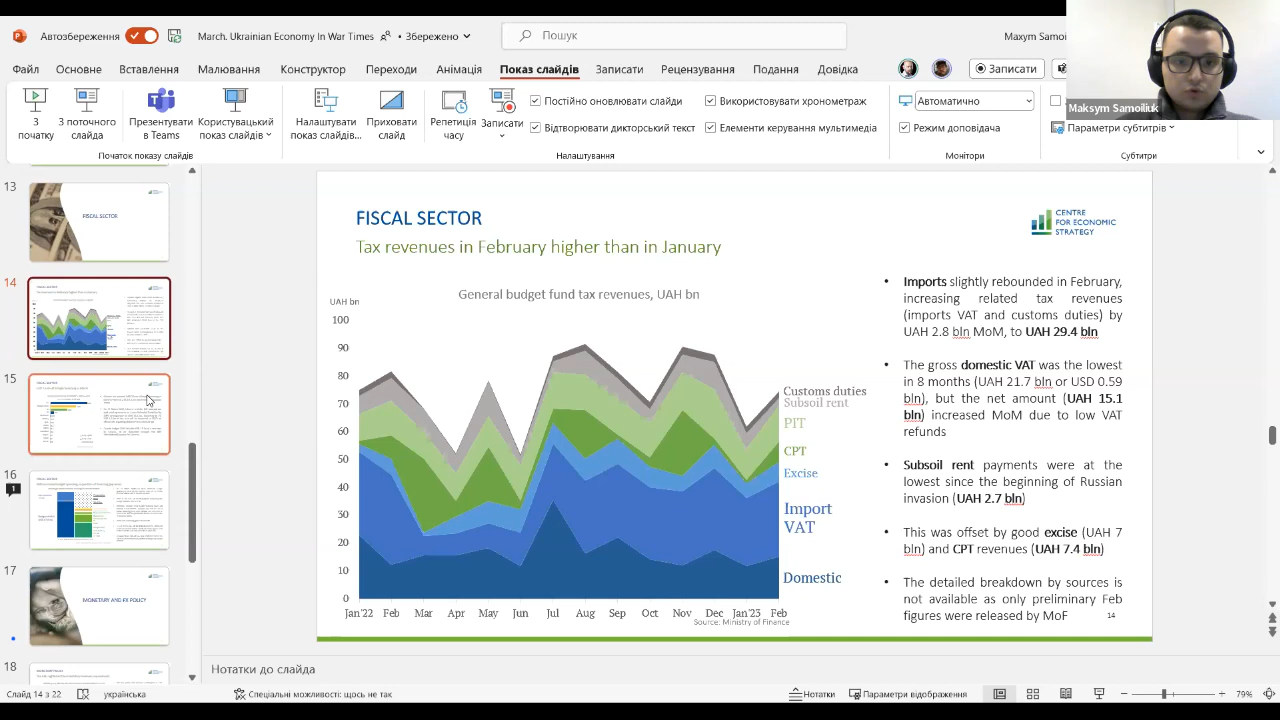 Автозбереження
March. Ukrainian Economy In War Times
Збережено
Пошук
Maxym Samoi
Файл
Основне
Вставлення
Малювання
Конструктор
Переходи
Анімація
Показ слайдів
Записати
Рецензування
Подання
Довідка
Записати
Maksym Samoiliuk
З
початку
З поточного
слайда
Презентувати
в Teams
Користувацький
показ слайдів
Налаштувати
показ слайдів...
Приховати
слайд
Репетиція
часу
Записати
Постійно оновлювати слайди
Відтворювати дикторський текст
Використовувати хронометраж
Елементи керування мультимедіа
Автоматично
Режим доповідача
Параметри субтитрів
Початок показу слайдів
Налаштування
Монітори
Субтитри
13
FISCAL SECTOR
14
15
16
17
MONETARY AND FX POLICY
18
FISCAL SECTOR
Tax revenues in February higher than in January
CENTRE
FOR ECONOMIC
STRATEGY
UAH bn
General budget fund tax revenues, UAH bn
100
90
80
70
60
50
40
30
20
10
0
Jan'22 Feb Mar Apr May Jun Jul Aug Sep Oct Nov Dec Jan'23 Feb
Customs duties
Subsoil rent
PIT
CPT
Excise
Import
VAT
Domestic
Source: Ministry of Finance
• Imports slightly rebounded in February,
increasing related tax revenues
(imports VAT and customs duties) by
UAH 2.8 bln MoM, to UAH 29.4 bln
• The gross domestic VAT was the lowest
in 8 months (UAH 21.7 bln or USD 0.59
bln), but the net amount (UAH 15.1
bln) increased MoM due to low VAT
refunds
• Subsoil rent payments were at the
lowest since the beginning of Russian
invasion (UAH 2.7 bln)
• This was offset by good excise (UAH 7
bln) and CPT revenues (UAH 7.4 bln)
• The detailed breakdown by sources is
not available as only preliminary Feb
figures were released by MoF
14
Нотатки до слайда
Слайд 14 з 22
українська
Спеціальні можливості: щось не так
Нотатки
Параметри відображення
79%